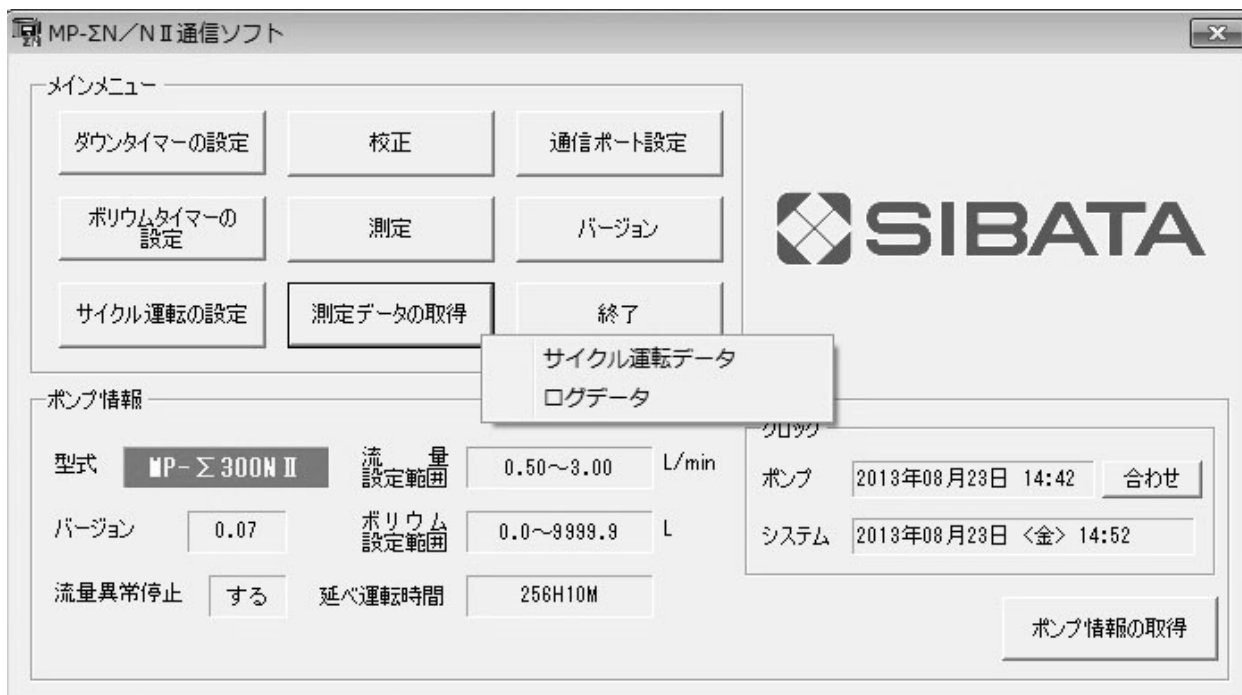 MP-ΣN／NⅡ通信ソフト
メインメニュー
ダウンタイマーの設定
校正
通信ポート設定
ボリウムタイマーの
設定
測定
バージョン
SIBATA
サイクル運転の設定
測定データの取得
終了
サイクル運転データ
ログデータ
ポンプ情報
型式
MP-Σ300NⅡ
流量
設定範囲
0.50～3.00
L/min
バージョン
0.07
ボリウム
設定範囲
0.0～9999.9
L
流量異常停止
する
延べ運転時間
256H10M
クロック
ポンプ
2013年08月23日 14:42
合わせ
システム
2013年08月23日 <金> 14:52
ポンプ情報の取得